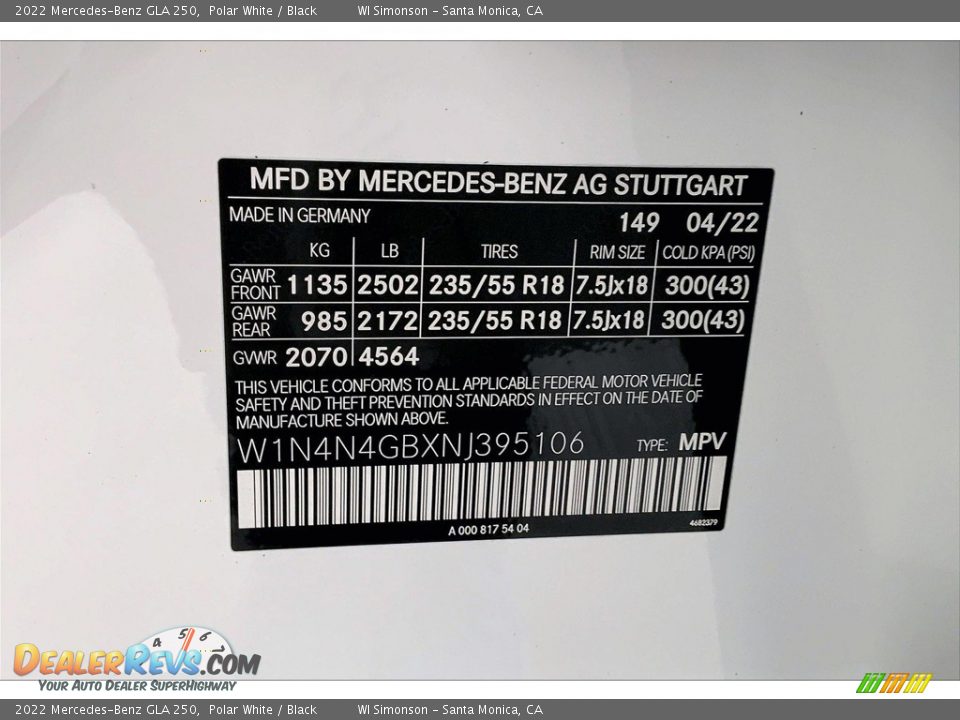 2022 Mercedes-Benz GLA 250, Polar White / Black WI Simonson - Santa Monica, CA
MFD BY MERCEDES-BENZ AG STUTTGART
MADE IN GERMANY 149 04/22
KG LB TIRES RIM SIZE COLD KPA (PSI)
GAWR FRONT 1135 2502 235/55 R18 7.5Jx18 300(43)
GAWR REAR 985 2172 235/55 R18 7.5Jx18 300(43)
GVWR 2070 4564
THIS VEHICLE CONFORMS TO ALL APPLICABLE FEDERAL MOTOR VEHICLE
SAFETY AND THEFT PREVENTION STANDARDS IN EFFECT ON THE DATE OF
MANUFACTURE SHOWN ABOVE.
W1N4N4GBXNJ395106 TYPE: MPV
A 000 817 54 04 4682379
4 5 6
DEALERREVS.COM
YOUR AUTO DEALER SUPERHIGHWAY
2022 Mercedes-Benz GLA 250, Polar White / Black WI Simonson - Santa Monica, CA